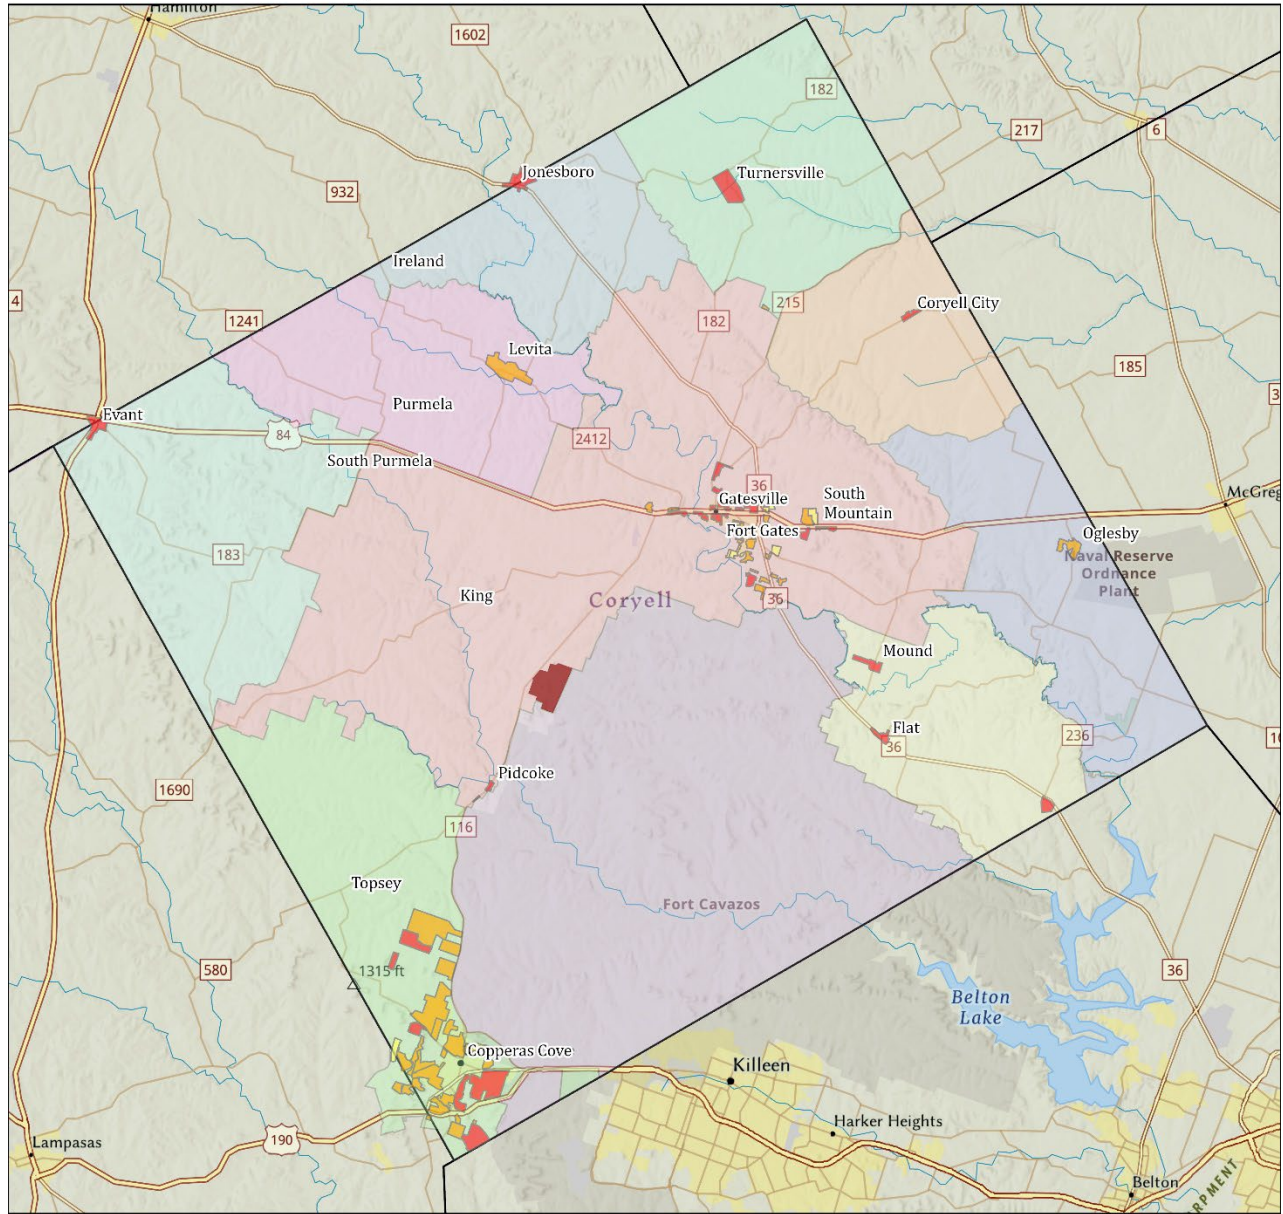 Hamilton
1602
182
217
6
Jonesboro
Turnersville
932
Ireland
4
1241
182
215
Coryell City
Levita
185
Purmela
Evant
84
2412
South Purmela
36
Gatesville
South
Mountain
McGreg
Fort Gates
Oglesby
Naval Reserve
Ordnance
Plant
183
King
Coryell
36
Mound
Flat
36
236
10
Pidcoke
1690
116
Topsey
Fort Cavazos
580
1315 ft
36
Belton
Lake
Copperas Cove
Killeen
Harker Heights
190
Lampasas
Belton
RPMENT